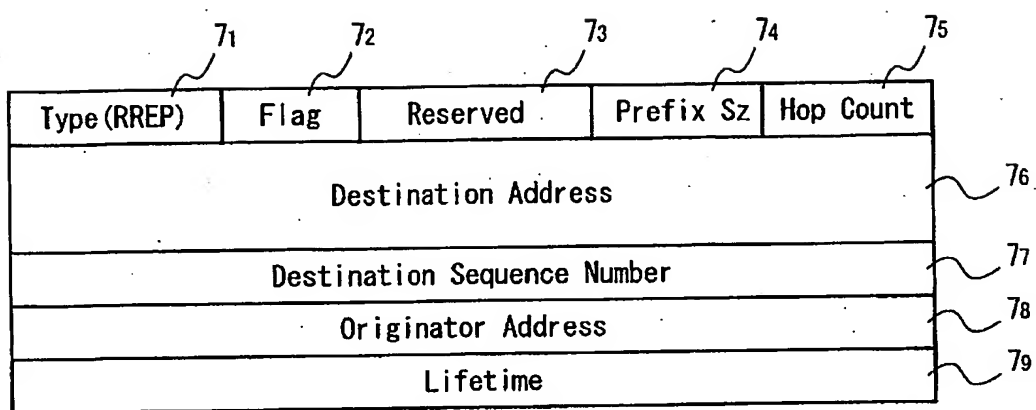 71 72 73 74 75
Type(RREP) Flag Reserved Prefix Sz Hop Count
Destination Address 76
Destination Sequence Number 77
Originator Address 78
Lifetime 79